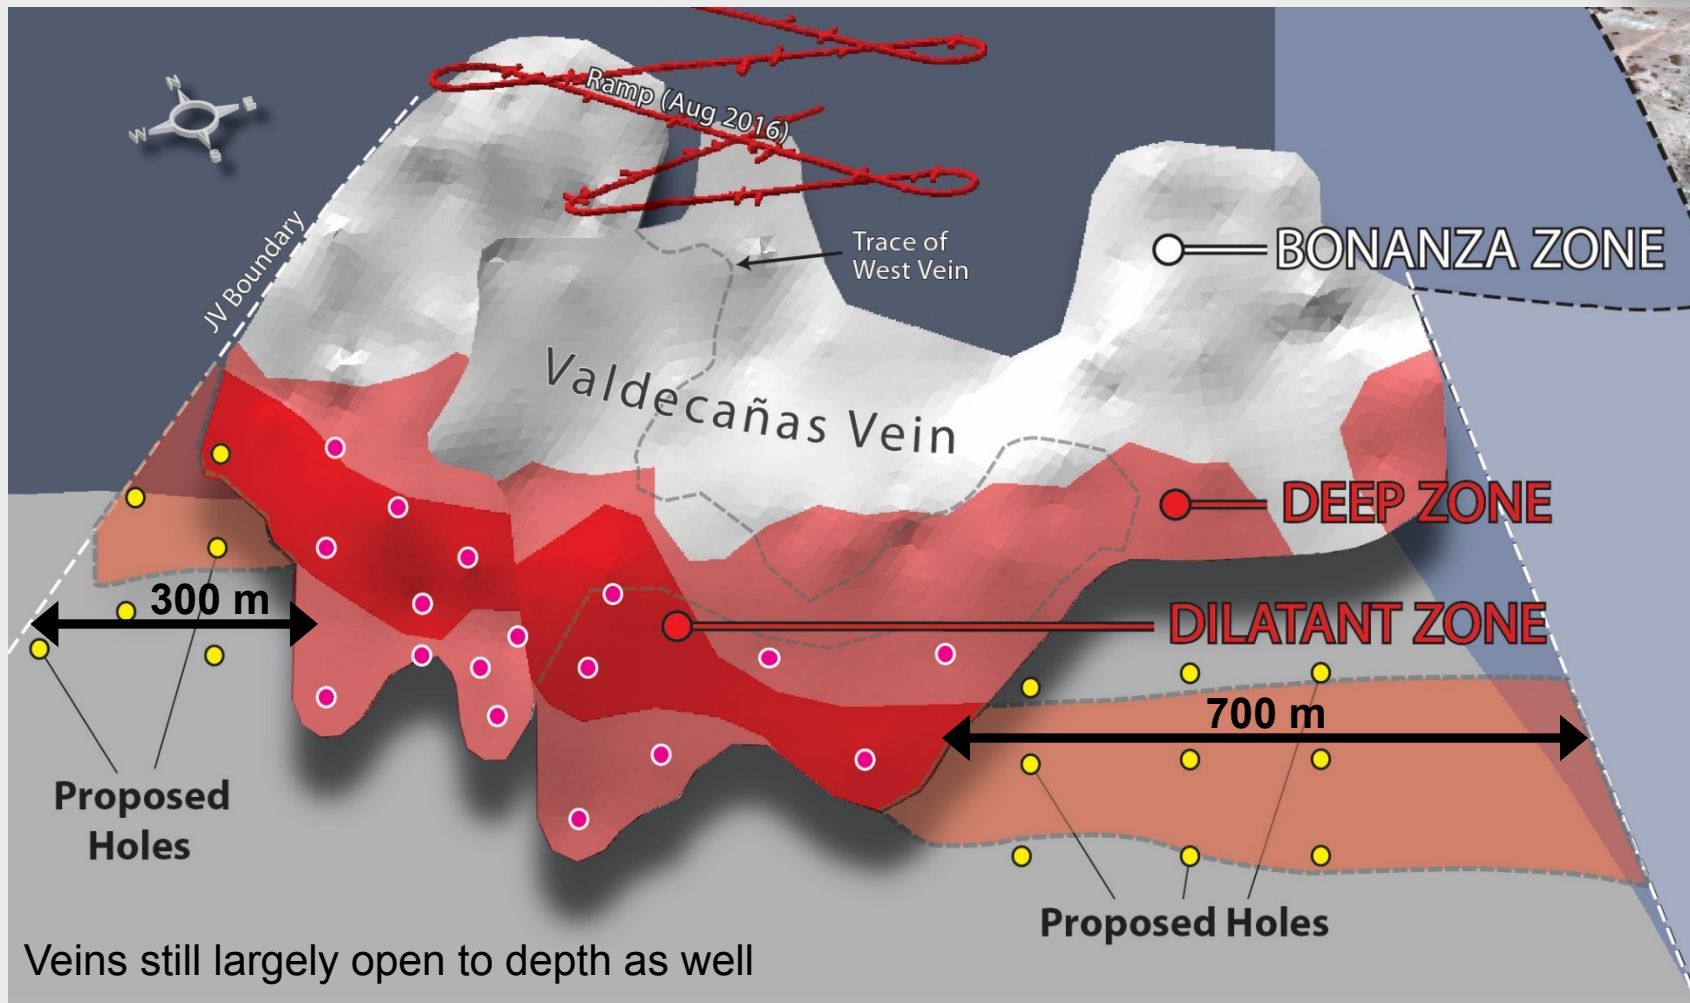 N
E
W
S
Ramp (Aug 2016)
JV Boundary
Trace of
West Vein
BONANZA ZONE
Valdecañas Vein
DEEP ZONE
300 m
DILATANT ZONE
700 m
Proposed
Holes
Proposed Holes
Veins still largely open to depth as well